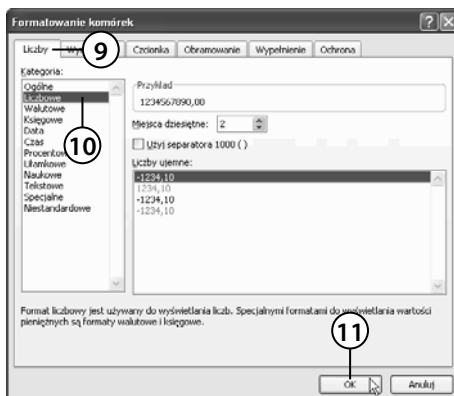 Formatowanie komórek
Liczby Czcionka Obramowanie Wypełnienie Ochrona
9
Kategoria:
Ogólne
Liczbowe
Walutowe
Księgowe
Data
Czas
Procentowe
Ułamkowe
Naukowe
Tekstowe
Specjalne
Niestandardowe
10
Przykład
1234567890,00
Miejsca dziesiętne: 2
Użyj separatora 1000 ( )
Liczby ujemne:
-1234,10
1234,10
-1234,10
-1234,10
Format liczbowy jest używany do wyświetlania liczb. Specjalnymi formatami do wyświetlania wartości
pieniężnych są formaty walutowe i księgowe.
11
OK Anuluj